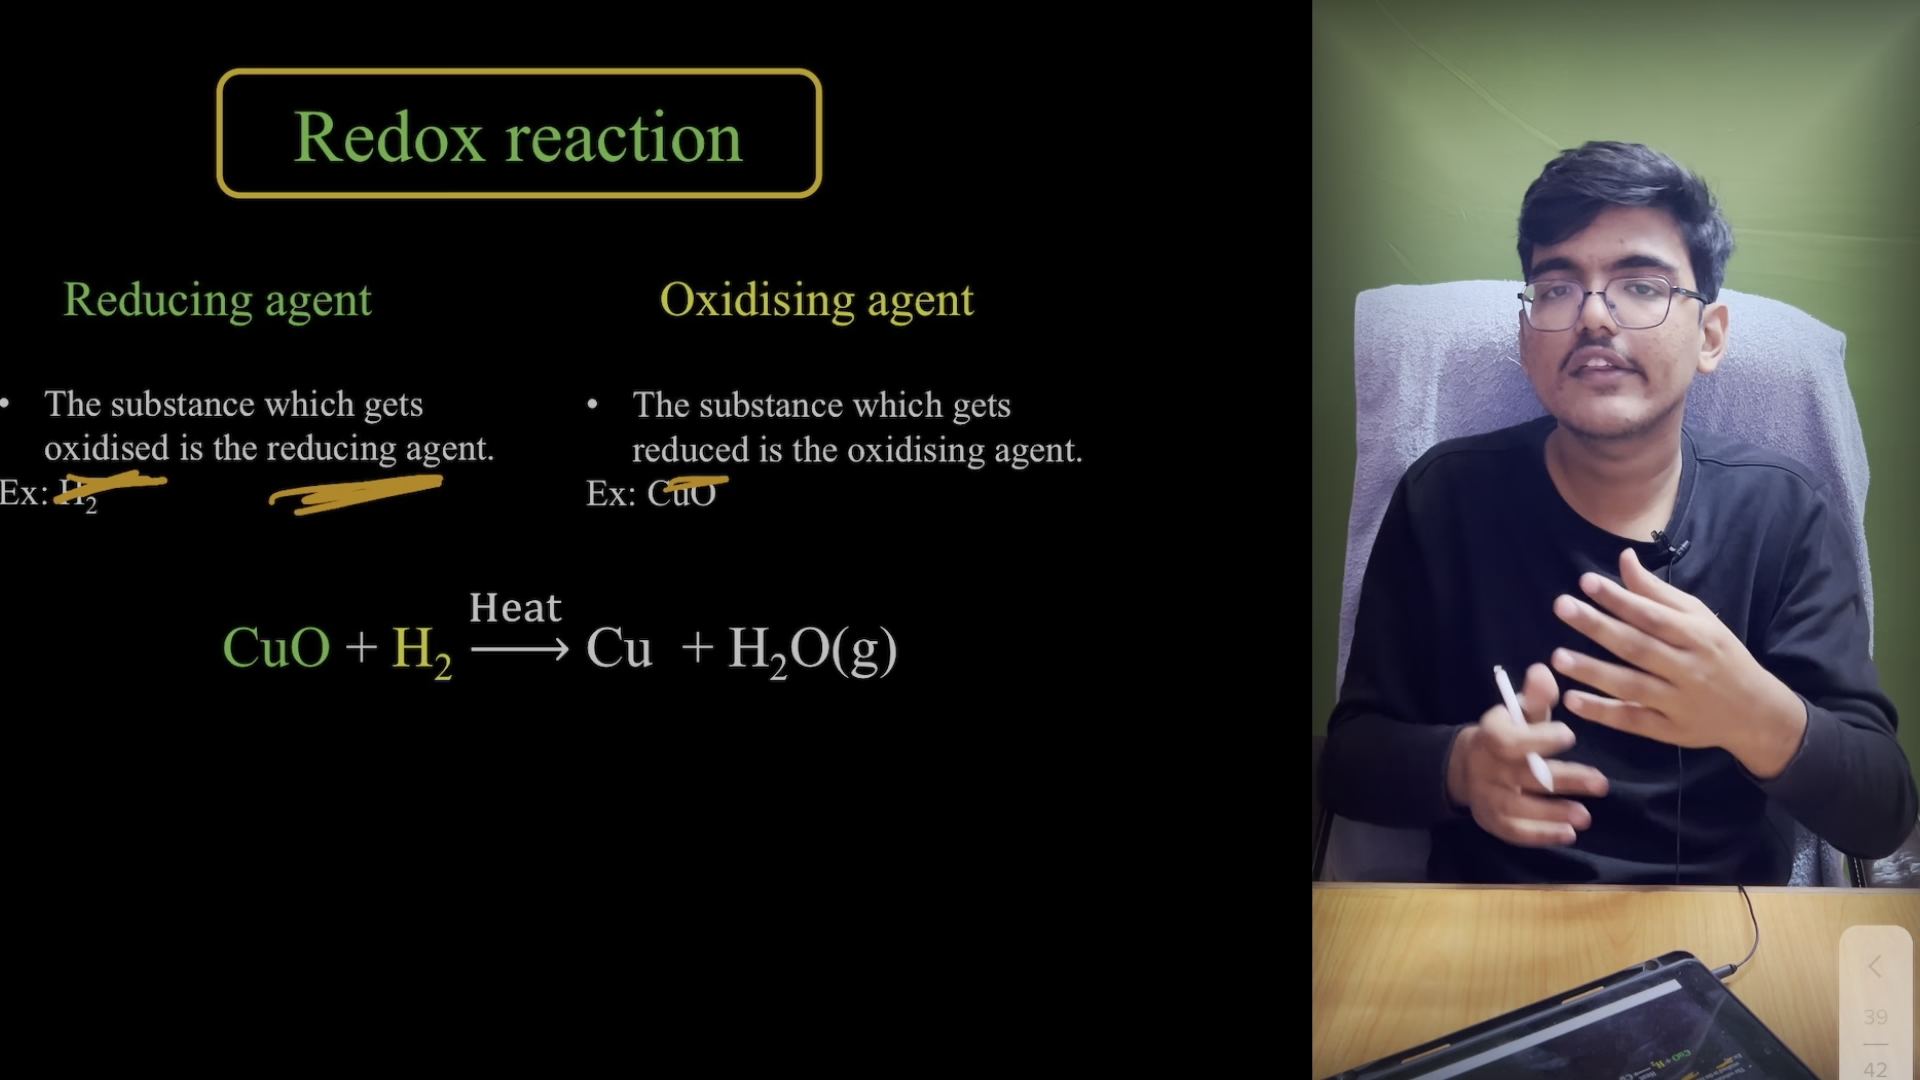 Redox reaction
Reducing agent
• The substance which gets
oxidised is the reducing agent.
Ex: H₂
Oxidising agent
• The substance which gets
reduced is the oxidising agent.
Ex: CuO
Heat
CuO + H₂ ⟶ Cu + H₂O(g)
39
42